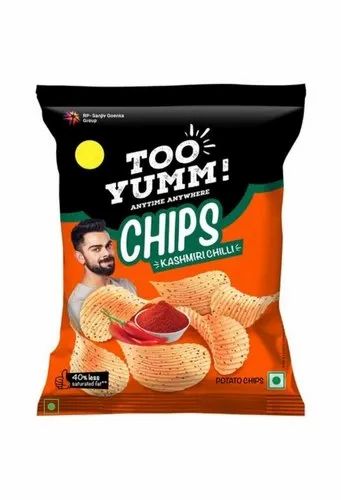 RP-Sanjiv Goenka
Group
TOO
YUMM!
ANYTIME ANYWHERE
CHIPS
KASHMIRI CHILLI
40% less
saturated fat**
POTATO CHIPS